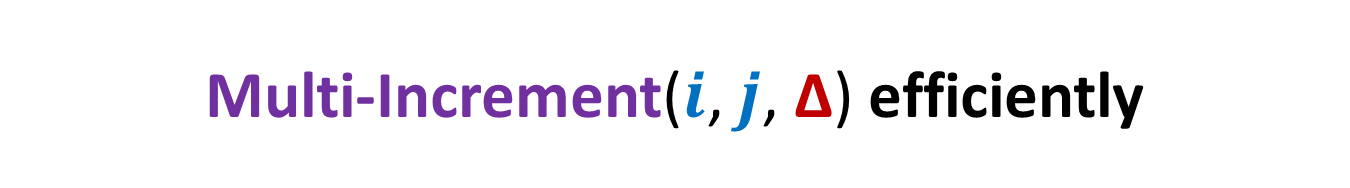 Multi-Increment(i, j, Δ) efficiently